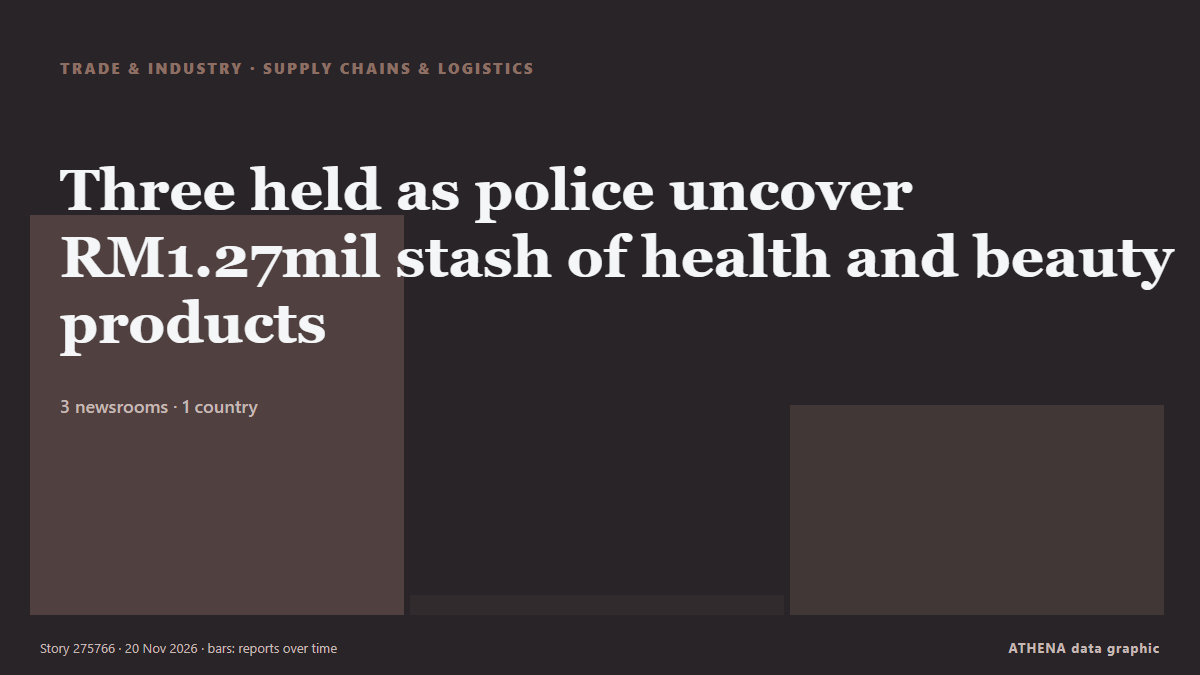 TRADE & INDUSTRY · SUPPLY CHAINS & LOGISTICS
Three held as police uncover
RM1.27mil stash of health and beauty
products
3 newsrooms · 1 country
Story 275766 · 20 Nov 2026 · bars: reports over time
ATHENA data graphic